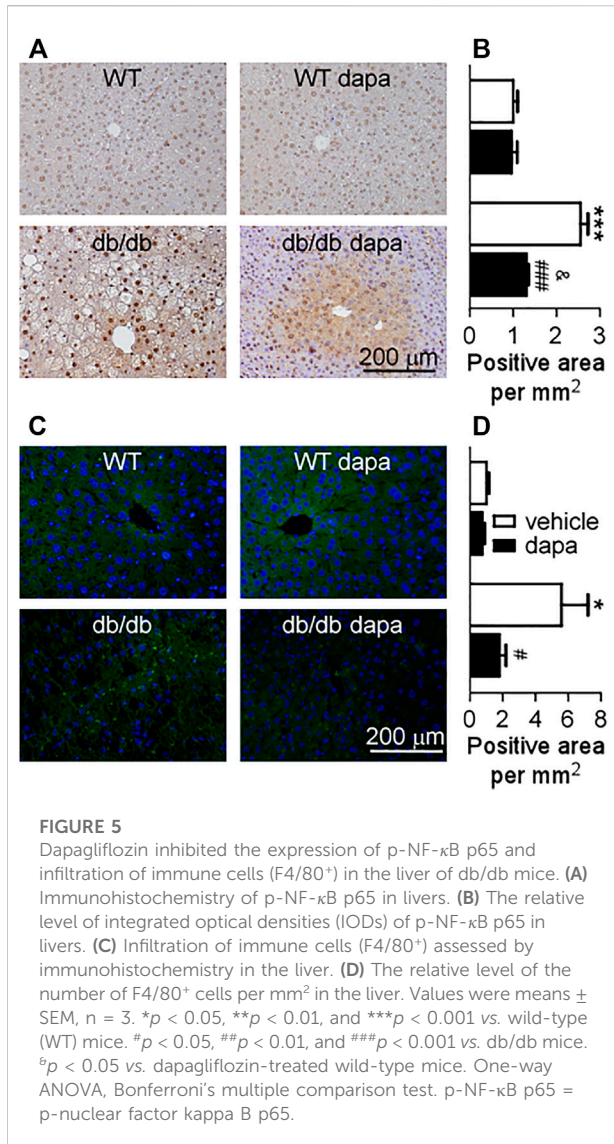 A
WT
WT dapa
db/db
db/db dapa
200 µm
B
***
###
&
0 1 2 3
Positive area
per mm²
C
WT
WT dapa
db/db
db/db dapa
200 µm
D
vehicle
dapa
*
#
0 2 4 6 8
Positive area
per mm²
FIGURE 5
Dapagliflozin inhibited the expression of p-NF-κB p65 and
infiltration of immune cells (F4/80⁺) in the liver of db/db mice. (A)
Immunohistochemistry of p-NF-κB p65 in livers. (B) The relative
level of integrated optical densities (IODs) of p-NF-κB p65 in
livers. (C) Infiltration of immune cells (F4/80⁺) assessed by
immunohistochemistry in the liver. (D) The relative level of the
number of F4/80⁺ cells per mm² in the liver. Values were means ±
SEM, n = 3. *p < 0.05, **p < 0.01, and ***p < 0.001 vs. wild-type
(WT) mice. #p < 0.05, ##p < 0.01, and ###p < 0.001 vs. db/db mice.
&p < 0.05 vs. dapagliflozin-treated wild-type mice. One-way
ANOVA, Bonferroni's multiple comparison test. p-NF-κB p65 =
p-nuclear factor kappa B p65.